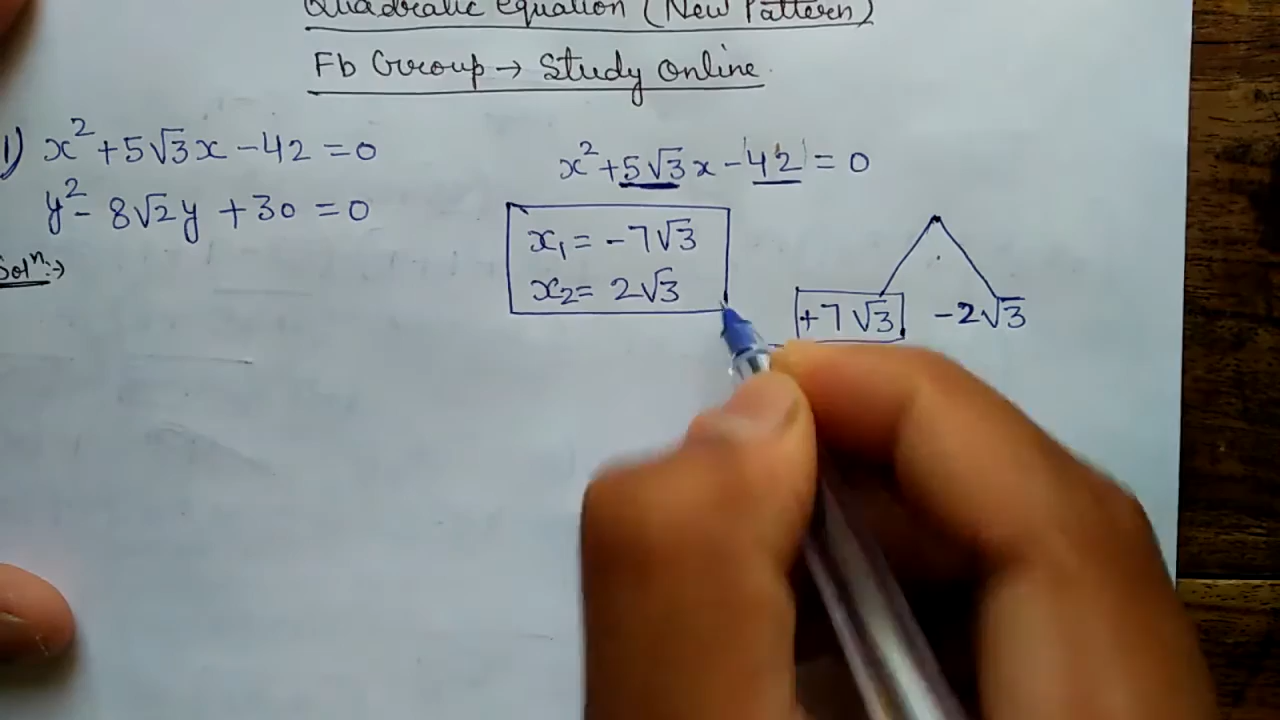 Quadratic Equation (New Pattern)
Fb Group → Study Online
1) x² + 5√3x - 42 = 0
y² - 8√2y + 30 = 0
Solⁿ:→
x² + 5√3x - 42 = 0
x₁ = -7√3
x₂ = 2√3
+7√3 -2√3